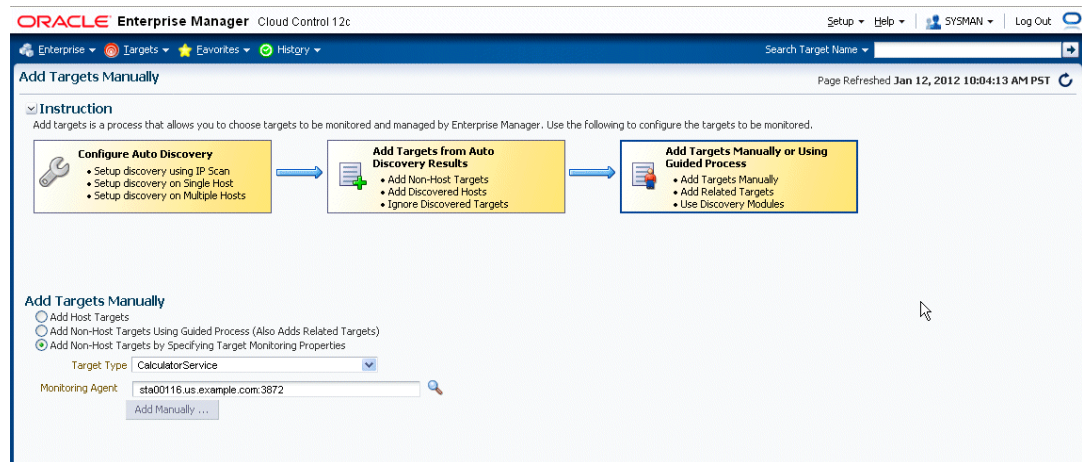 ORACLE Enterprise Manager Cloud Control 12c
Setup Help SYSMAN Log Out
Enterprise Targets Favorites History Search Target Name
Add Targets Manually
Page Refreshed Jan 12, 2012 10:04:13 AM PST
Instruction
Add targets is a process that allows you to choose targets to be monitored and managed by Enterprise Manager. Use the following to configure the targets to be monitored.
Configure Auto Discovery
• Setup discovery using IP Scan
• Setup discovery on Single Host
• Setup discovery on Multiple Hosts
Add Targets from Auto
Discovery Results
• Add Non-Host Targets
• Add Discovered Hosts
• Ignore Discovered Targets
Add Targets Manually or Using
Guided Process
• Add Targets Manually
• Add Related Targets
• Use Discovery Modules
Add Targets Manually
Add Host Targets
Add Non-Host Targets Using Guided Process (Also Adds Related Targets)
Add Non-Host Targets by Specifying Target Monitoring Properties
Target Type CalculatorService
Monitoring Agent sta00116.us.example.com:3872
Add Manually ...